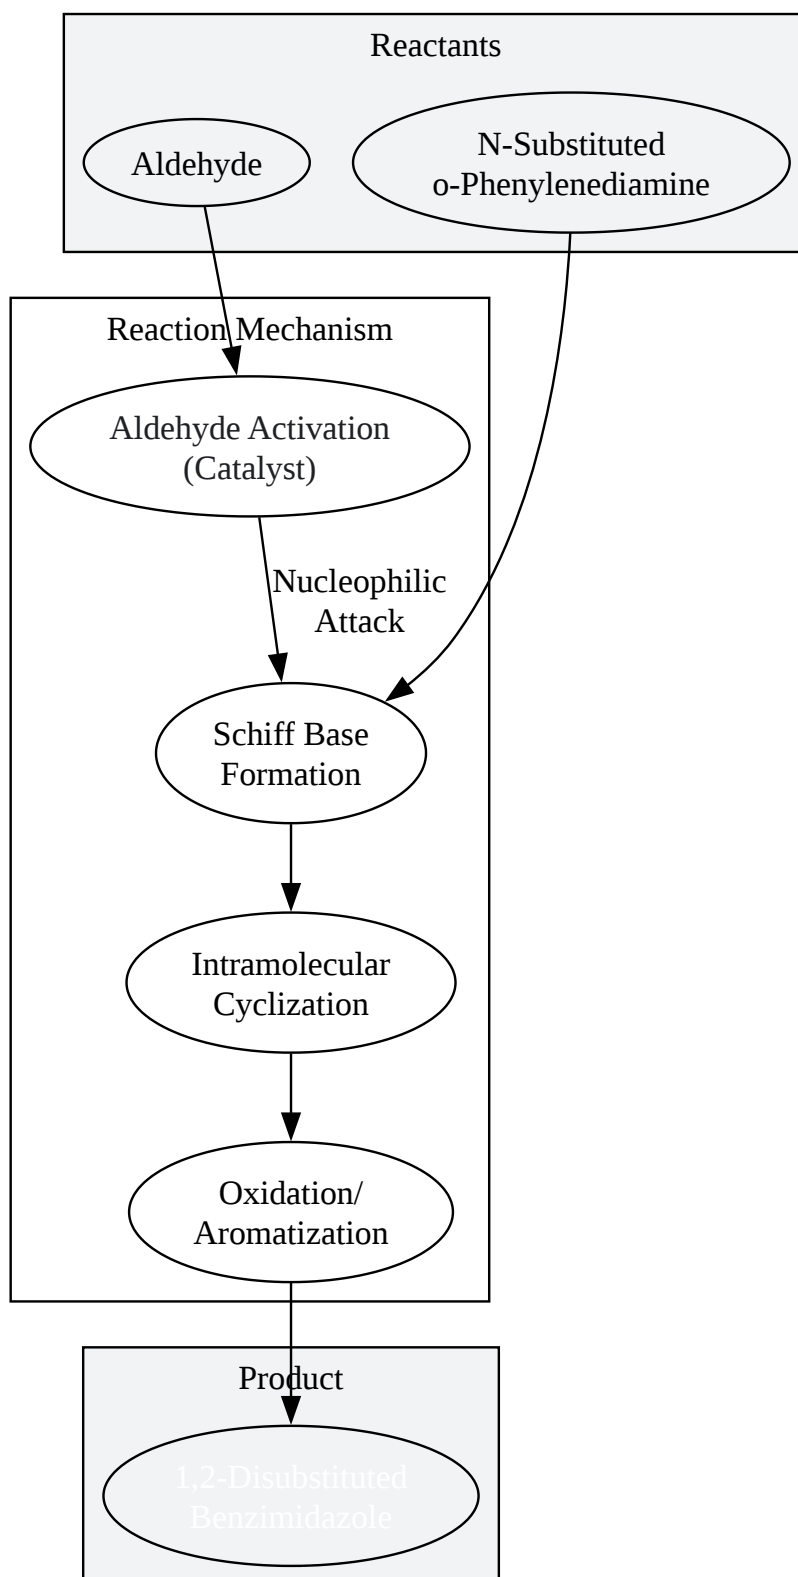 Reactants
Aldehyde
N-Substituted
o-Phenylenediamine
Reaction Mechanism
Aldehyde Activation
(Catalyst)
Nucleophilic
Attack
Schiff Base
Formation
Intramolecular
Cyclization
Oxidation/
Aromatization
Product
1,2-Disubstituted
Benzimidazole